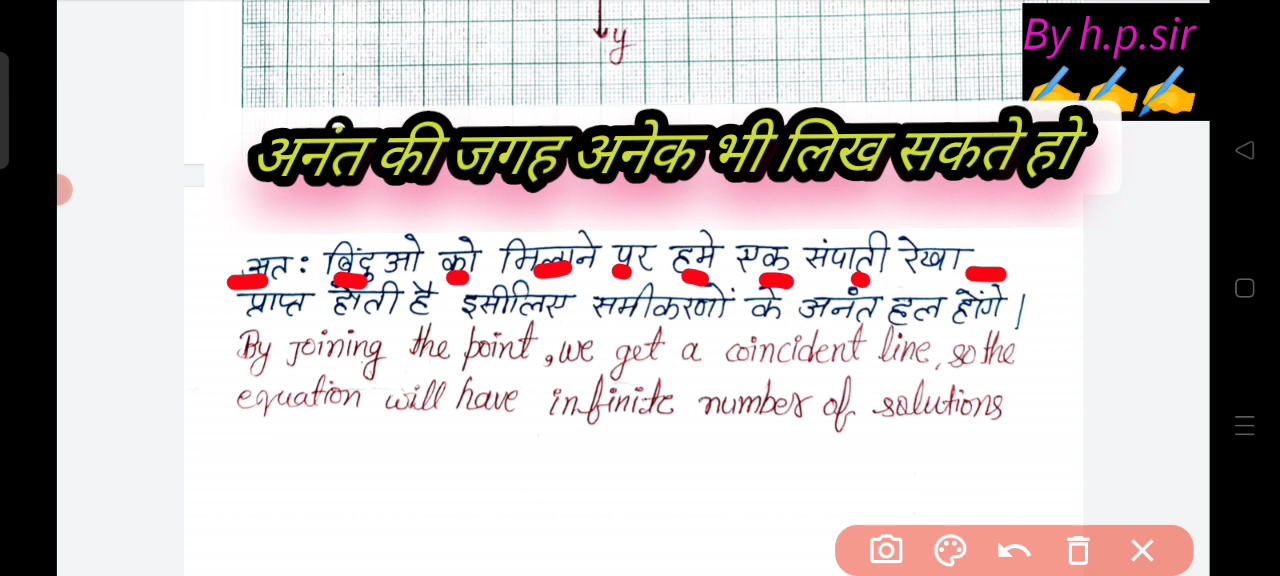 y
By h.p.sir
अनंत की जगह अनेक भी लिख सकते हो
अतः बिंदुओ को मिलाने पर हमे एक संपाती रेखा
प्राप्त होती है इसीलिए समीकरणों के अनंत हल होंगे |
By joining the point, we get a coincident line, so the
equation will have infinite number of solutions